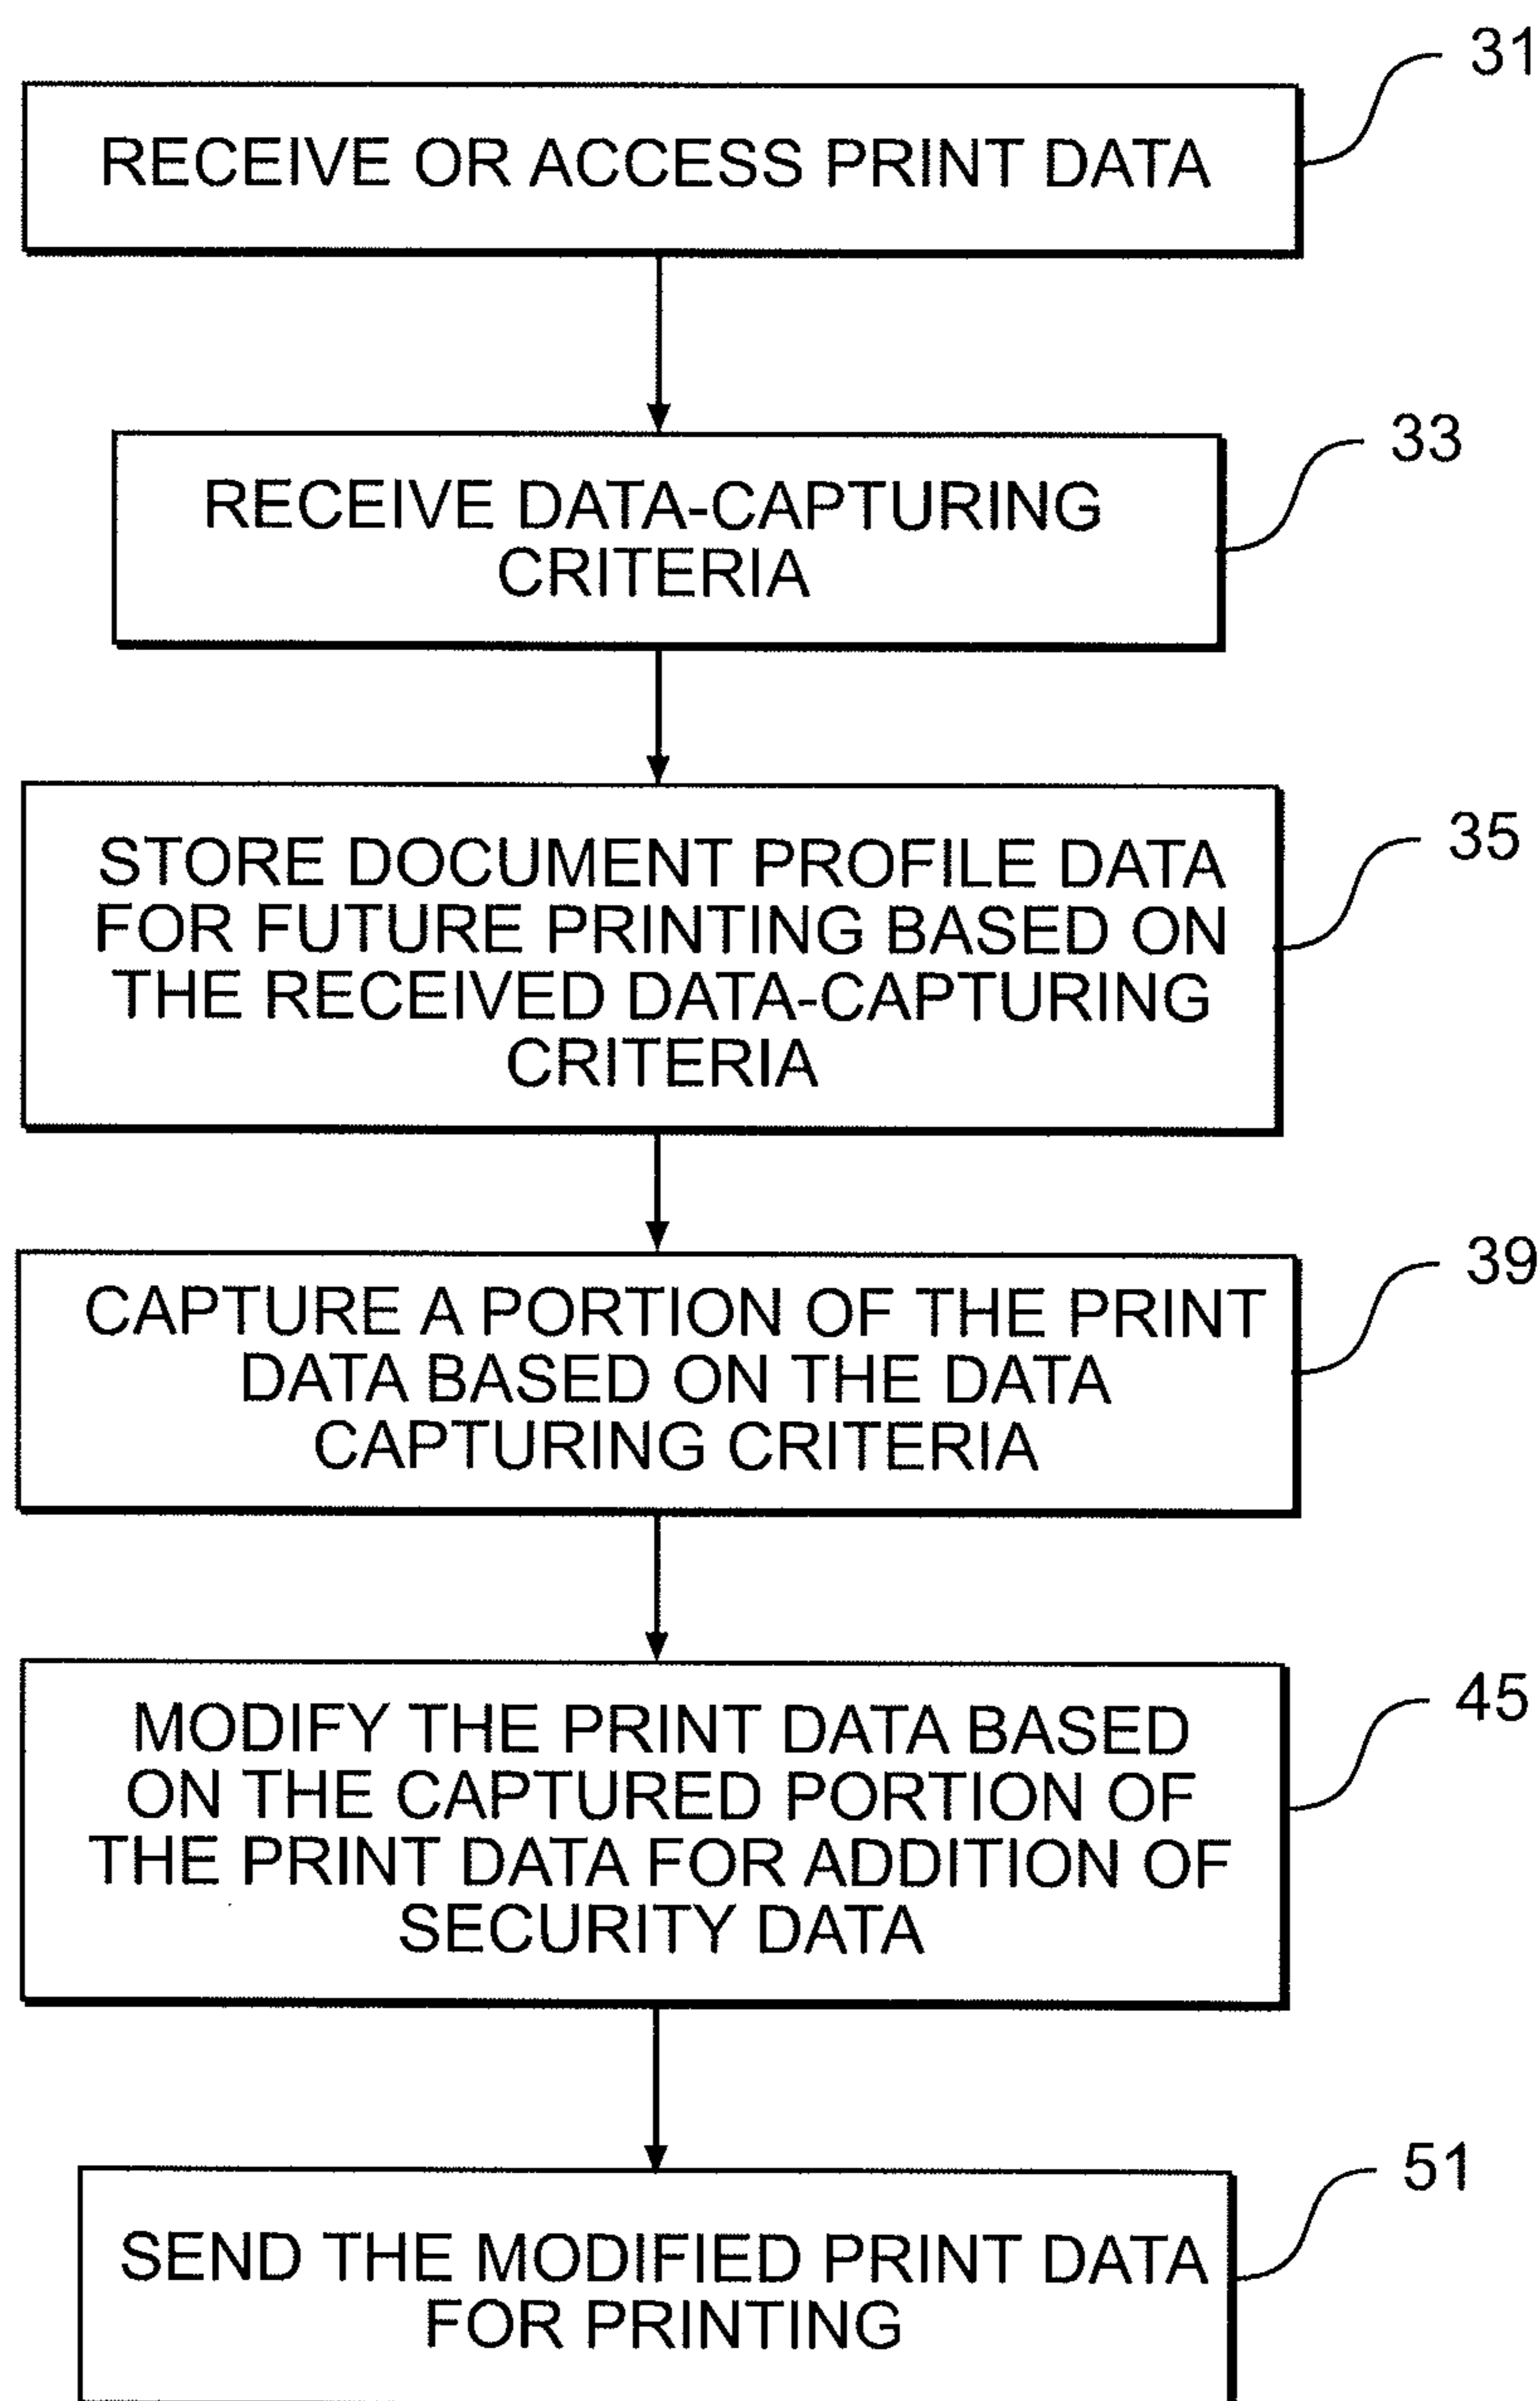 31
RECEIVE OR ACCESS PRINT DATA
33
RECEIVE DATA-CAPTURING
CRITERIA
35
STORE DOCUMENT PROFILE DATA
FOR FUTURE PRINTING BASED ON
THE RECEIVED DATA-CAPTURING
CRITERIA
39
CAPTURE A PORTION OF THE PRINT
DATA BASED ON THE DATA
CAPTURING CRITERIA
45
MODIFY THE PRINT DATA BASED
ON THE CAPTURED PORTION OF
THE PRINT DATA FOR ADDITION OF
SECURITY DATA
51
SEND THE MODIFIED PRINT DATA
FOR PRINTING